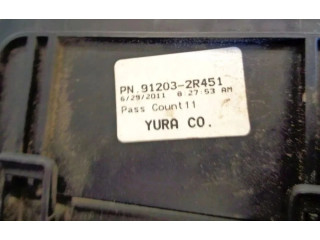 PN.91203-2R451
6/29/2011 8:27:53 AM
Pass Count11
YURA CO.